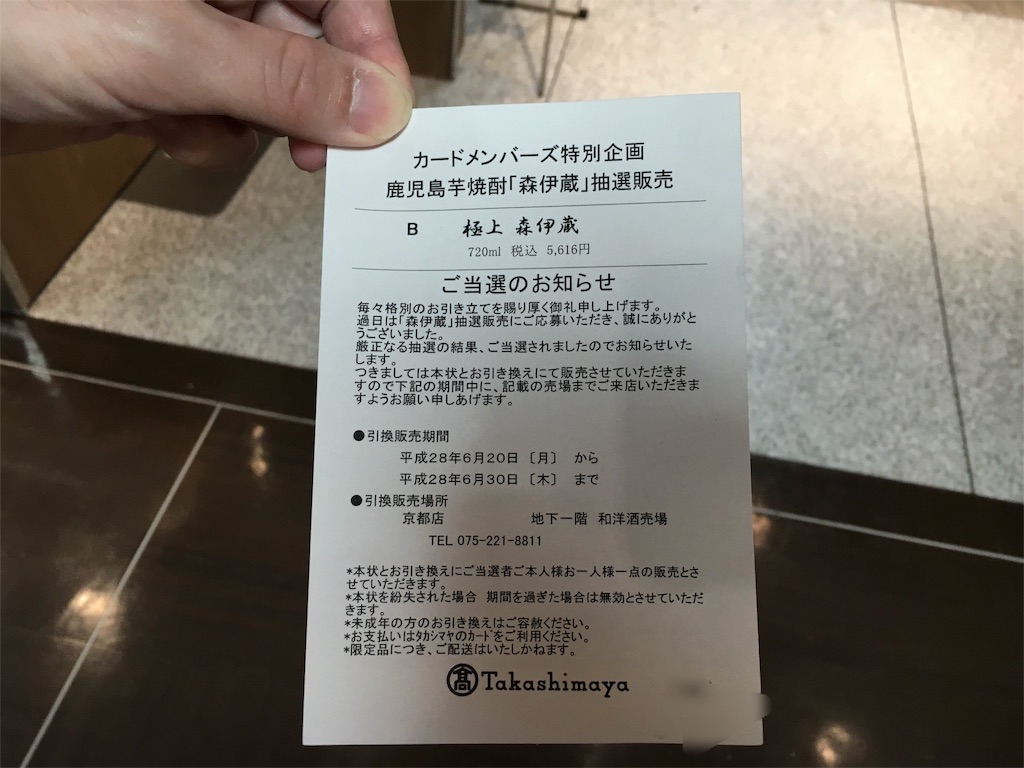 カードメンバーズ特別企画
鹿児島芋焼酎「森伊蔵」抽選販売
B 極上 森伊蔵
720ml 税込 5,616円
ご当選のお知らせ
毎々格別のお引き立てを賜り厚く御礼申し上げます。
過日は「森伊蔵」抽選販売にご応募いただき、誠にありがと
うございました。
厳正なる抽選の結果、ご当選されましたのでお知らせいた
します。
つきましては本状とお引き換えにて販売させていただきま
すので下記の期間中に、記載の売場までご来店いただきま
すようお願い申しあげます。
●引換販売期間
平成28年6月20日〔月〕 から
平成28年6月30日〔木〕 まで
●引換販売場所
京都店 地下一階 和洋酒売場
TEL 075-221-8811
*本状とお引き換えにご当選者ご本人様お一人様一点の販売とさ
せていただきます。
*本状を紛失された場合 期間を過ぎた場合は無効とさせていただ
きます。
*未成年の方のお引き換えはご容赦ください。
*お支払いはタカシマヤのカードをご利用ください。
*限定品につき、ご配送はいたしかねます。
髙Takashimaya